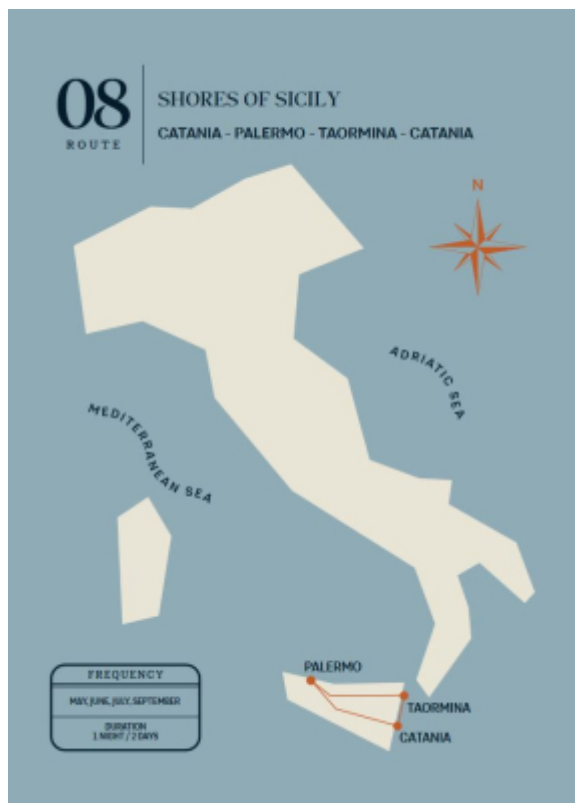 08
ROUTE
SHORES OF SICILY
CATANIA - PALERMO - TAORMINA - CATANIA
N
ADRIATIC SEA
MEDITERRANEAN SEA
PALERMO
TAORMINA
CATANIA
FREQUENCY
MAY, JUNE, JULY, SEPTEMBER
DURATION
1 NIGHT / 2 DAYS